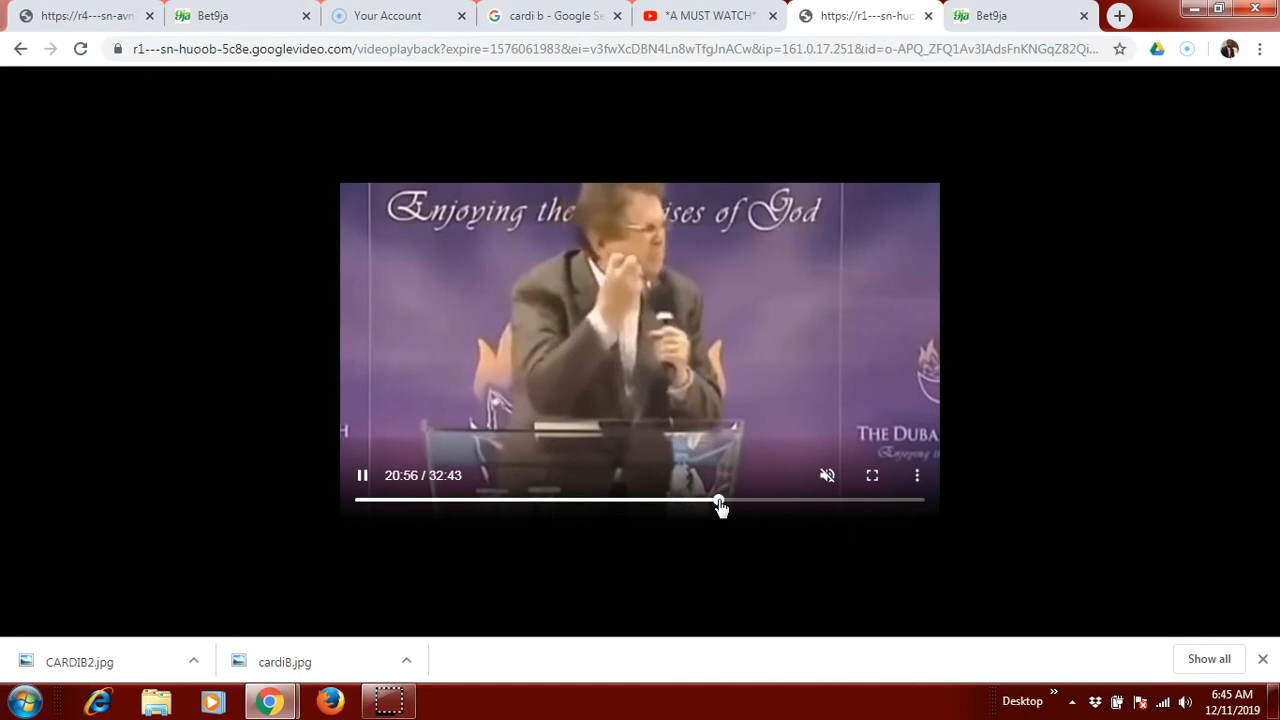 https://r4---sn-avn
Bet9ja
Your Account
cardi b - Google Se
*A MUST WATCH*
https://r1---sn-huo
Bet9ja
r1---sn-huoob-5c8e.googlevideo.com/videoplayback?expire=1576061983&ei=v3fwXcDBN4Ln8wTfgJnACw&ip=161.0.17.251&id=o-APQ_ZFQ1Av3IAdsFnKNGqZ82Qi...
Enjoying the ises of God
THE DUBA
Enjoying
20:56 / 32:43
CARDIB2.jpg
cardiB.jpg
Show all
Desktop
6:45 AM
12/11/2019